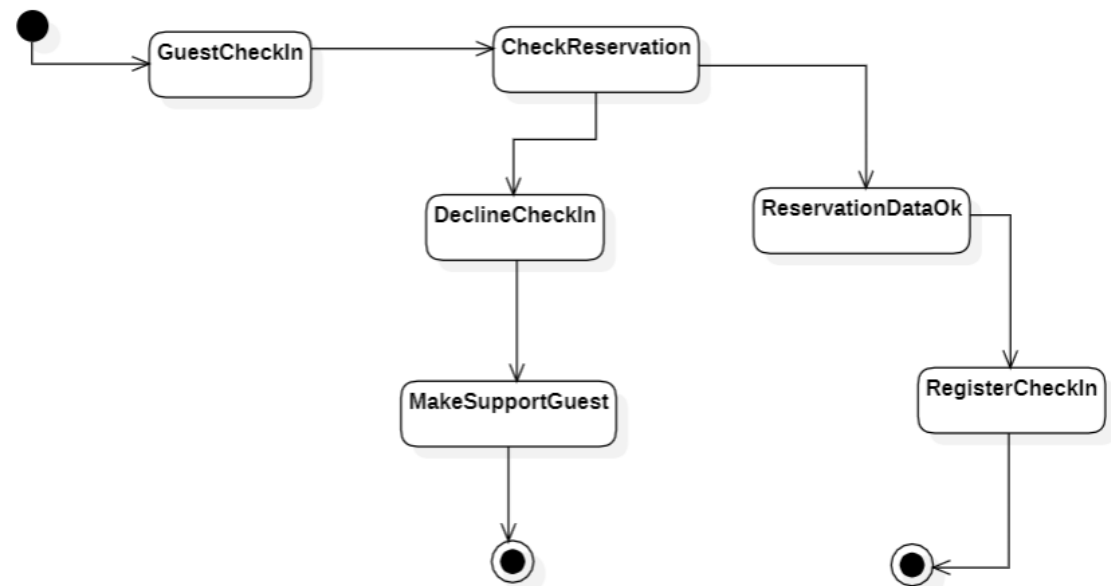 GuestCheckIn
CheckReservation
DeclineCheckIn
ReservationDataOk
MakeSupportGuest
RegisterCheckIn